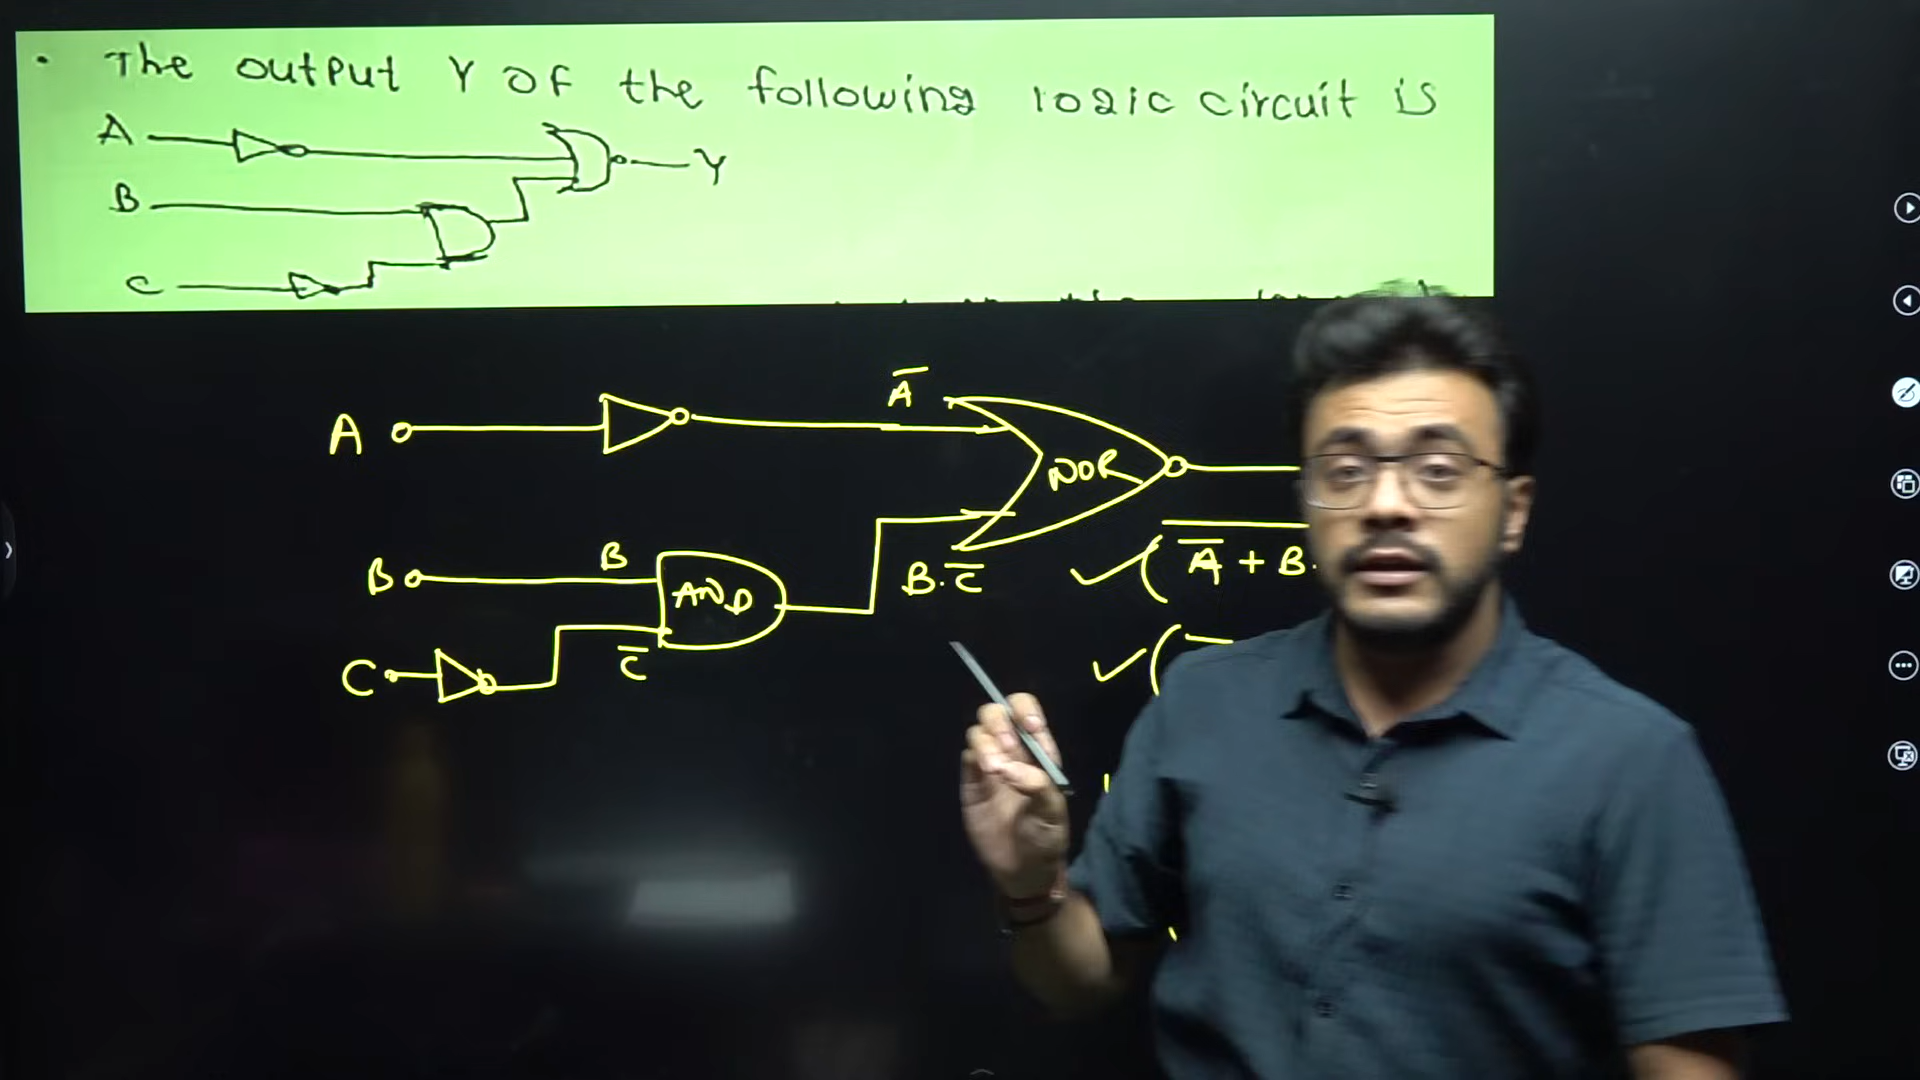 • The output Y of the following logic circuit is
A
Y
B
C
A̅
A
NOR
B
B
AND
B.C̅
✓( A̅ + B.
C
C̅
✓(